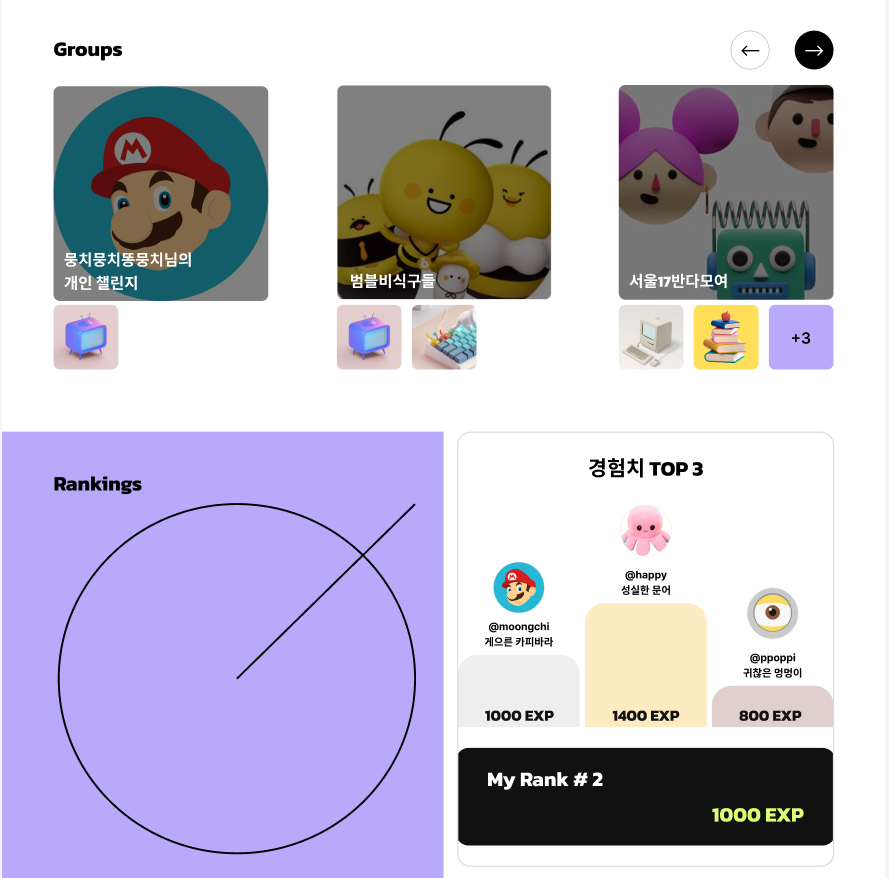 Groups
뭉치뭉치똥뭉치님의
개인 챌린지
범블비식구들
서울17반다모여
+3
Rankings
경험치 TOP 3
@happy
성실한 문어
@moongchi
게으른 카피바라
@ppoppi
귀찮은 멍멍이
1000 EXP
1400 EXP
800 EXP
My Rank # 2
1000 EXP